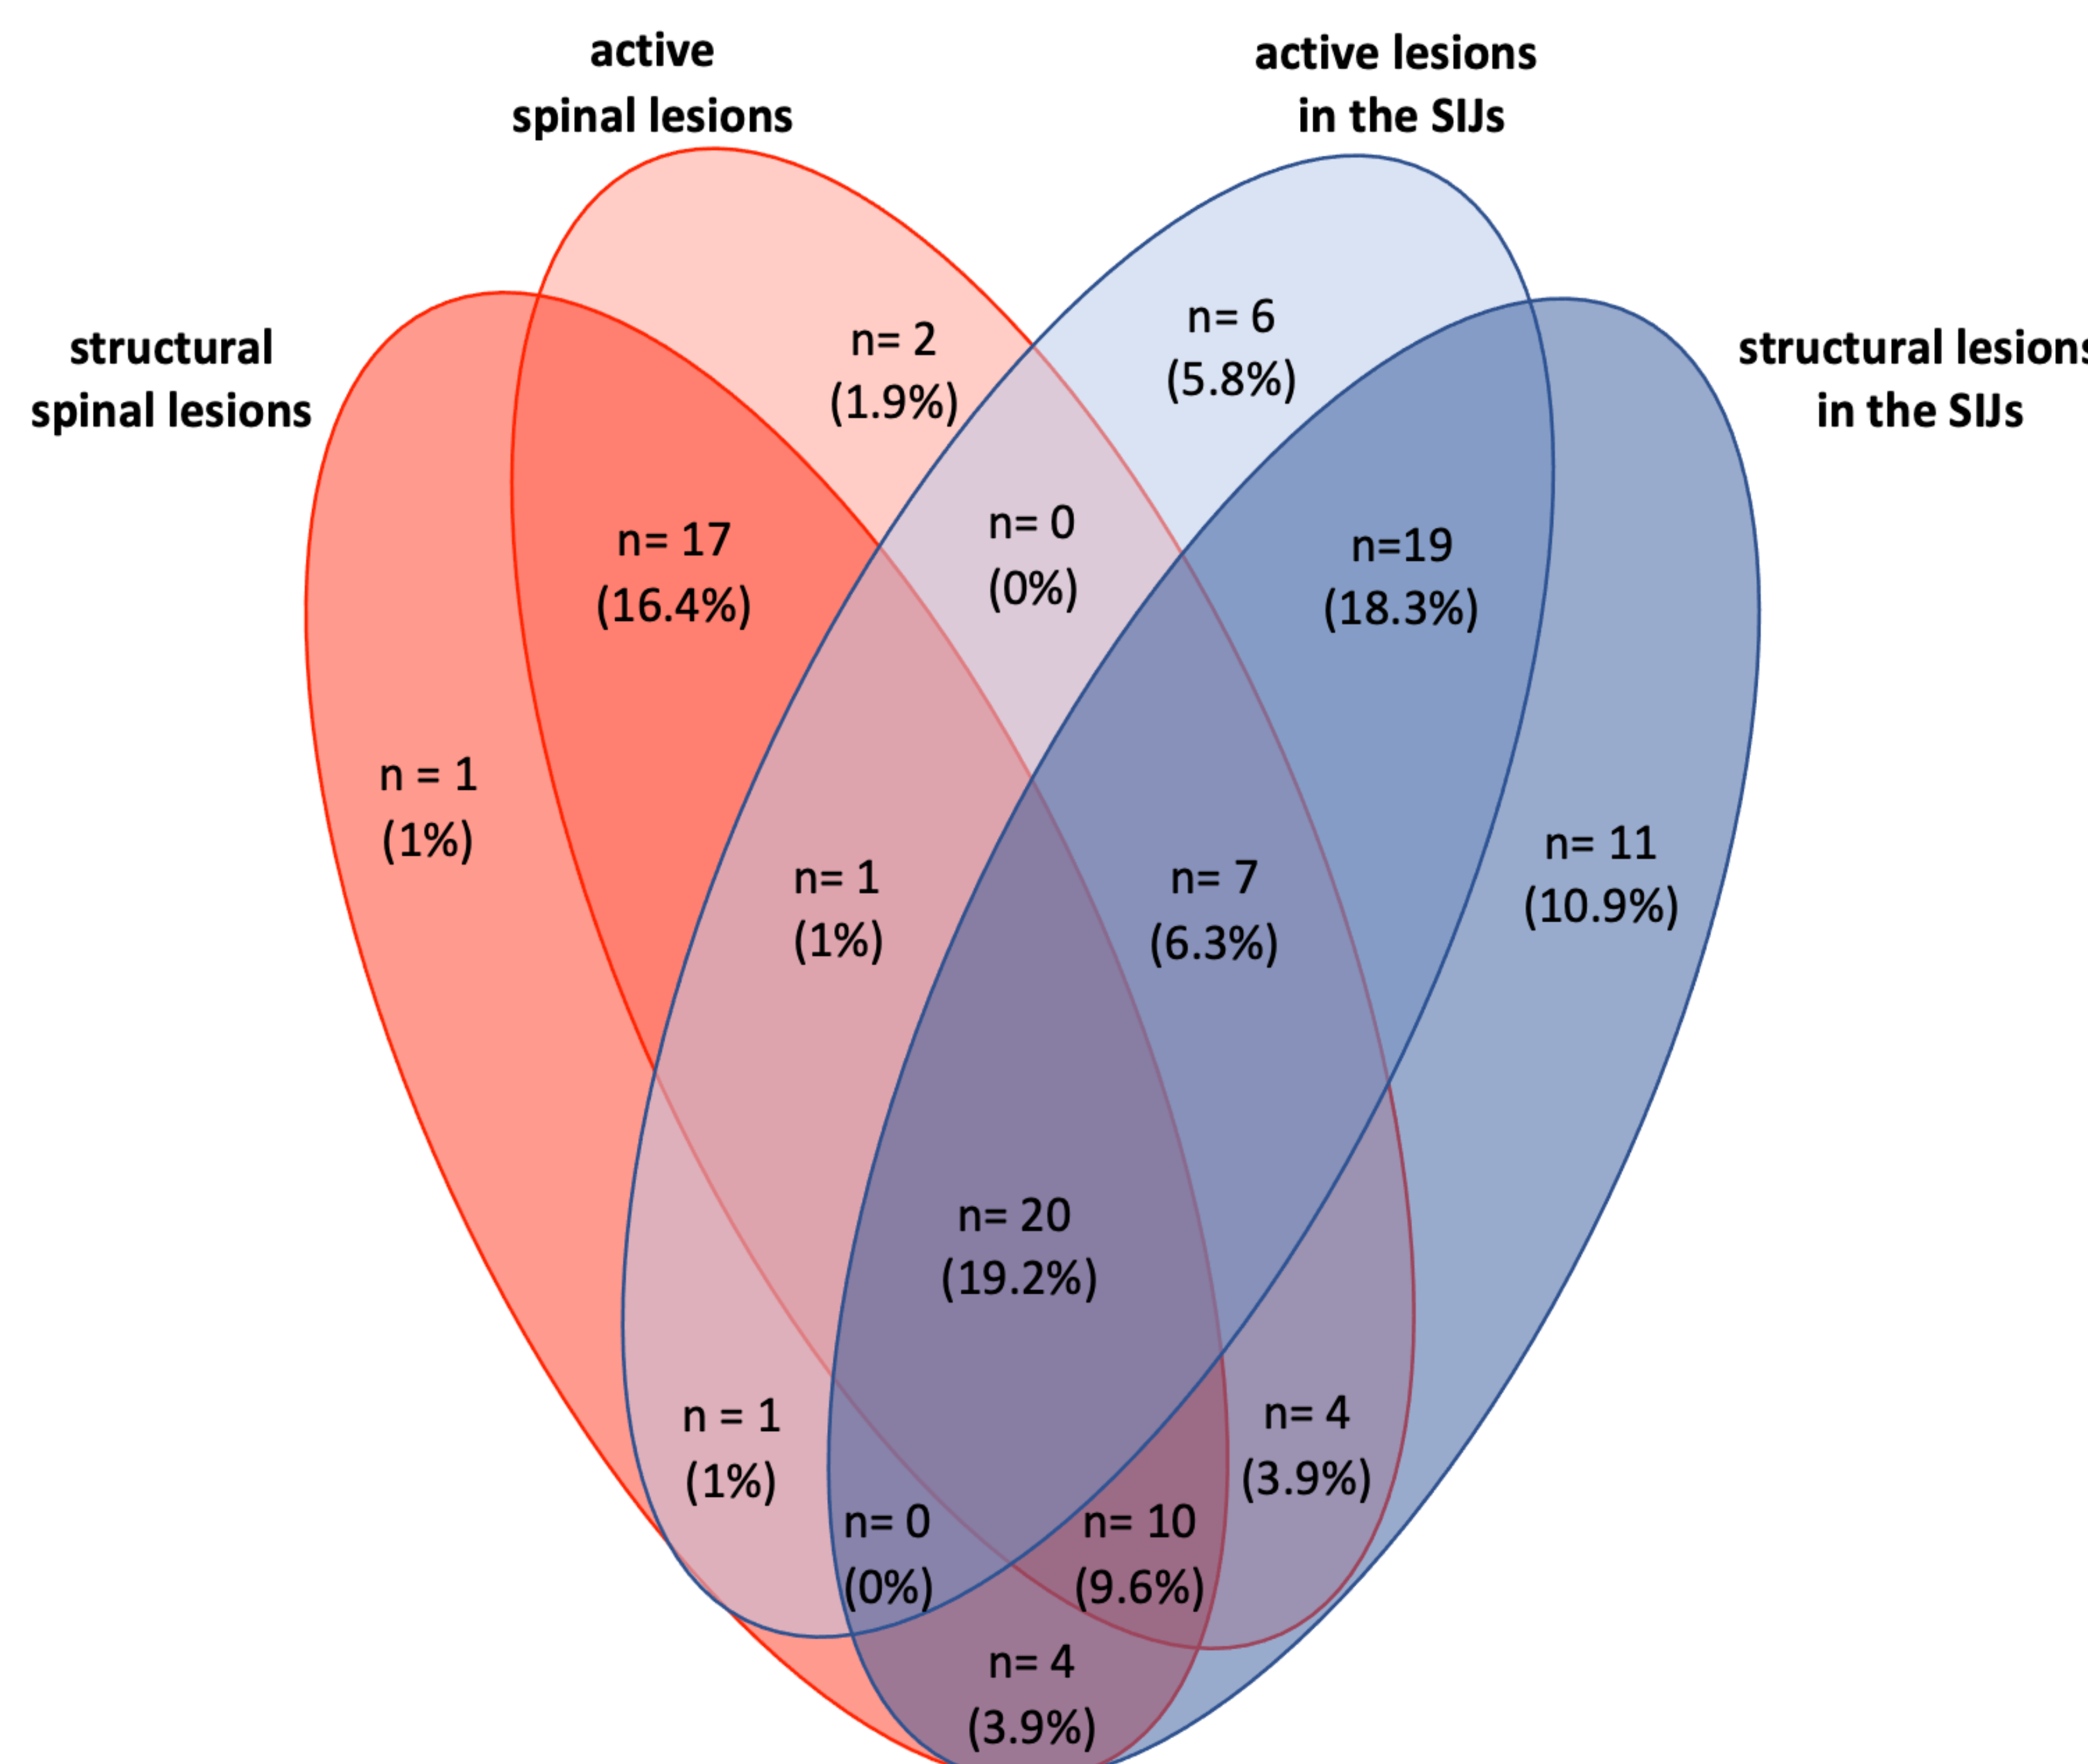 active
spinal lesions
active lesions
in the SIJs
structural
spinal lesions
structural lesions
in the SIJs
n= 2
(1.9%)
n= 6
(5.8%)
n= 17
(16.4%)
n= 0
(0%)
n=19
(18.3%)
n = 1
(1%)
n= 1
(1%)
n= 7
(6.3%)
n= 11
(10.9%)
n= 20
(19.2%)
n = 1
(1%)
n= 4
(3.9%)
n= 0
(0%)
n= 10
(9.6%)
n= 4
(3.9%)